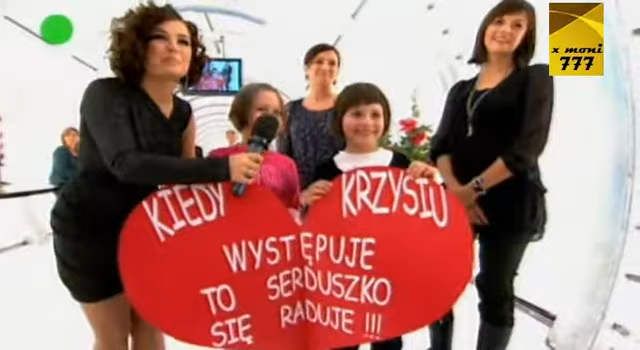 x moni
777
KIEDY KRZYSIU
WYSTĘPUJE
TO SERDUSZKO
SIĘ RADUJE !!!